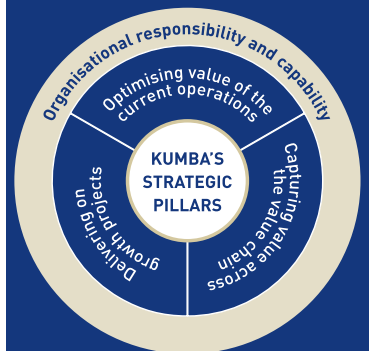 Organisational responsibility and capability
Optimising value of the
current operations
KUMBA'S
STRATEGIC
PILLARS
Capturing value across
the value chain
Delivering on
growth projects